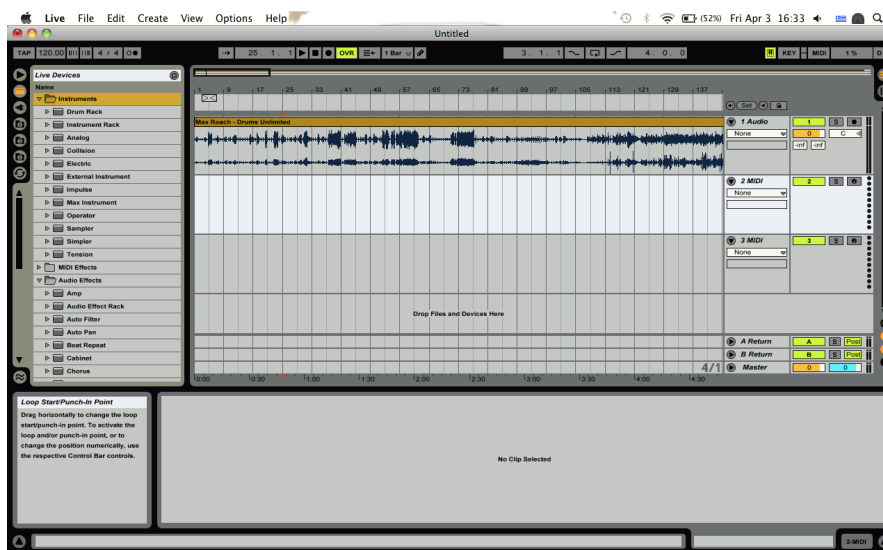 Live File Edit Create View Options Help (52%) Fri Apr 3 16:33
Untitled
TAP 120.00 4 / 4 25 . 1 . 1 OVR 1 Bar 3 . 1 . 1 4 . 0 . 0 KEY MIDI 1 % D
Live Devices
Name
Instruments
Drum Rack
Instrument Rack
Analog
Collision
Electric
External Instrument
Impulse
Max Instrument
Operator
Sampler
Simpler
Tension
MIDI Effects
Audio Effects
Amp
Audio Effect Rack
Auto Filter
Auto Pan
Beat Repeat
Cabinet
Chorus
1 9 17 25 33 41 49 57 65 73 81 89 97 105 113 121 129 137
Set
Max Roach - Drums Unlimited
1 Audio 1 S
None 0 C
-inf -inf
2 MIDI 2 S
None
3 MIDI 3 S
None
Drop Files and Devices Here
A Return A S Post
B Return B S Post
4/1 Master 0 0
0:00 0:30 1:00 1:30 2:00 2:30 3:00 3:30 4:00 4:30
Loop Start/Punch-In Point
Drag horizontally to change the loop
start/punch-in point. To activate the
loop and/or punch-in point, or to
change the position numerically, use
the respective Control Bar controls.
No Clip Selected
2-MIDI